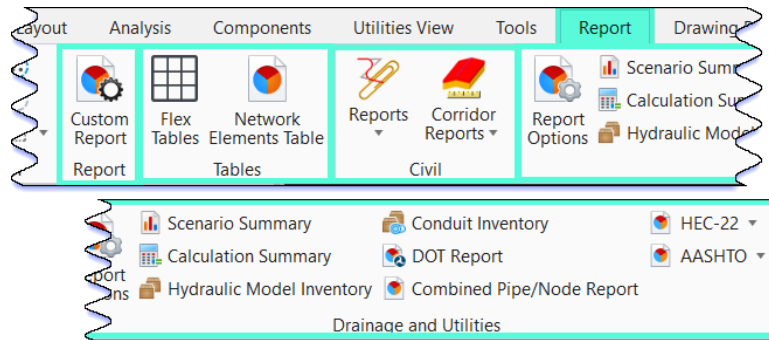 Layout Analysis Components Utilities View Tools Report Drawing
Custom Report
Flex Tables
Network Elements Table
Reports
Corridor Reports
Report Options
Scenario Summ
Calculation Sum
Hydraulic Model
Report
Tables
Civil
Scenario Summary
Calculation Summary
Hydraulic Model Inventory
Conduit Inventory
DOT Report
Combined Pipe/Node Report
HEC-22
AASHTO
Drainage and Utilities